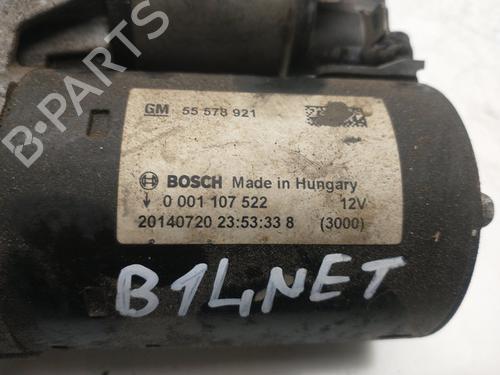 GM 55 578 921
BOSCH Made in Hungary
0 001 107 522 12V
20140720 23:53:33 8 (3000)
B14NET
B-PARTS